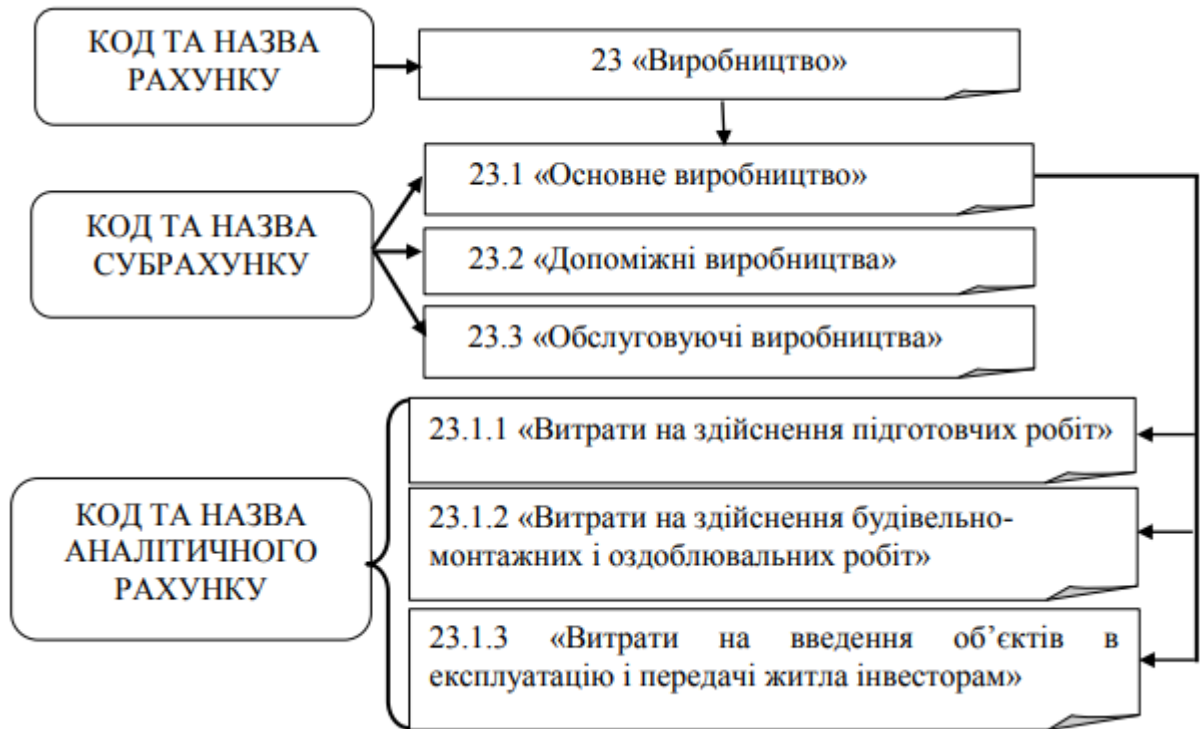 КОД ТА НАЗВА
РАХУНКУ
23 «Виробництво»
23.1 «Основне виробництво»
КОД ТА НАЗВА
СУБРАХУНКУ
23.2 «Допоміжні виробництва»
23.3 «Обслуговуючі виробництва»
23.1.1 «Витрати на здійснення підготовчих робіт»
КОД ТА НАЗВА
АНАЛІТИЧНОГО
РАХУНКУ
23.1.2 «Витрати на здійснення будівельно-
монтажних і оздоблювальних робіт»
23.1.3 «Витрати на введення об’єктів в
експлуатацію і передачі житла інвесторам»